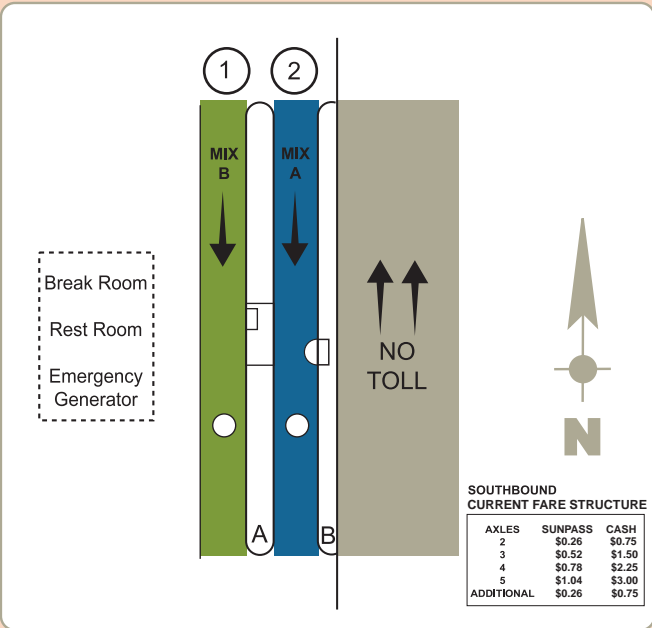 1
2
MIX
B
MIX
A
Break Room
Rest Room
Emergency
Generator
NO
TOLL
N
A
B
SOUTHBOUND
CURRENT FARE STRUCTURE
AXLES SUNPASS CASH
2 $0.26 $0.75
3 $0.52 $1.50
4 $0.78 $2.25
5 $1.04 $3.00
ADDITIONAL $0.26 $0.75